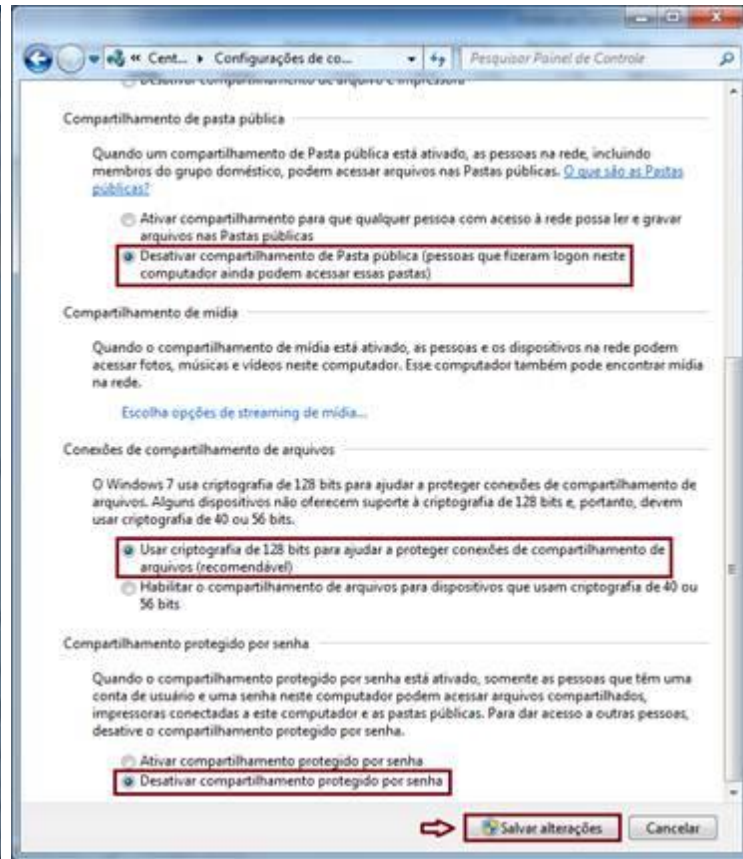 « Cent... ▸ Configurações de co...
Pesquisar Painel de Controle
Desativar compartilhamento de arquivo e impressora
Compartilhamento de pasta pública
Quando um compartilhamento de Pasta pública está ativado, as pessoas na rede, incluindo
membros do grupo doméstico, podem acessar arquivos nas Pastas públicas. O que são as Pastas
públicas?
Ativar compartilhamento para que qualquer pessoa com acesso à rede possa ler e gravar
arquivos nas Pastas públicas
Desativar compartilhamento de Pasta pública (pessoas que fizeram logon neste
computador ainda podem acessar essas pastas)
Compartilhamento de mídia
Quando o compartilhamento de mídia está ativado, as pessoas e os dispositivos na rede podem
acessar fotos, músicas e vídeos neste computador. Esse computador também pode encontrar mídia
na rede.
Escolha opções de streaming de mídia...
Conexões de compartilhamento de arquivos
O Windows 7 usa criptografia de 128 bits para ajudar a proteger conexões de compartilhamento de
arquivos. Alguns dispositivos não oferecem suporte à criptografia de 128 bits e, portanto, devem
usar criptografia de 40 ou 56 bits.
Usar criptografia de 128 bits para ajudar a proteger conexões de compartilhamento de
arquivos (recomendável)
Habilitar o compartilhamento de arquivos para dispositivos que usam criptografia de 40 ou
56 bits
Compartilhamento protegido por senha
Quando o compartilhamento protegido por senha está ativado, somente as pessoas que têm uma
conta de usuário e uma senha neste computador podem acessar arquivos compartilhados,
impressoras conectadas a este computador e as pastas públicas. Para dar acesso a outras pessoas,
desative o compartilhamento protegido por senha.
Ativar compartilhamento protegido por senha
Desativar compartilhamento protegido por senha
Salvar alterações
Cancelar